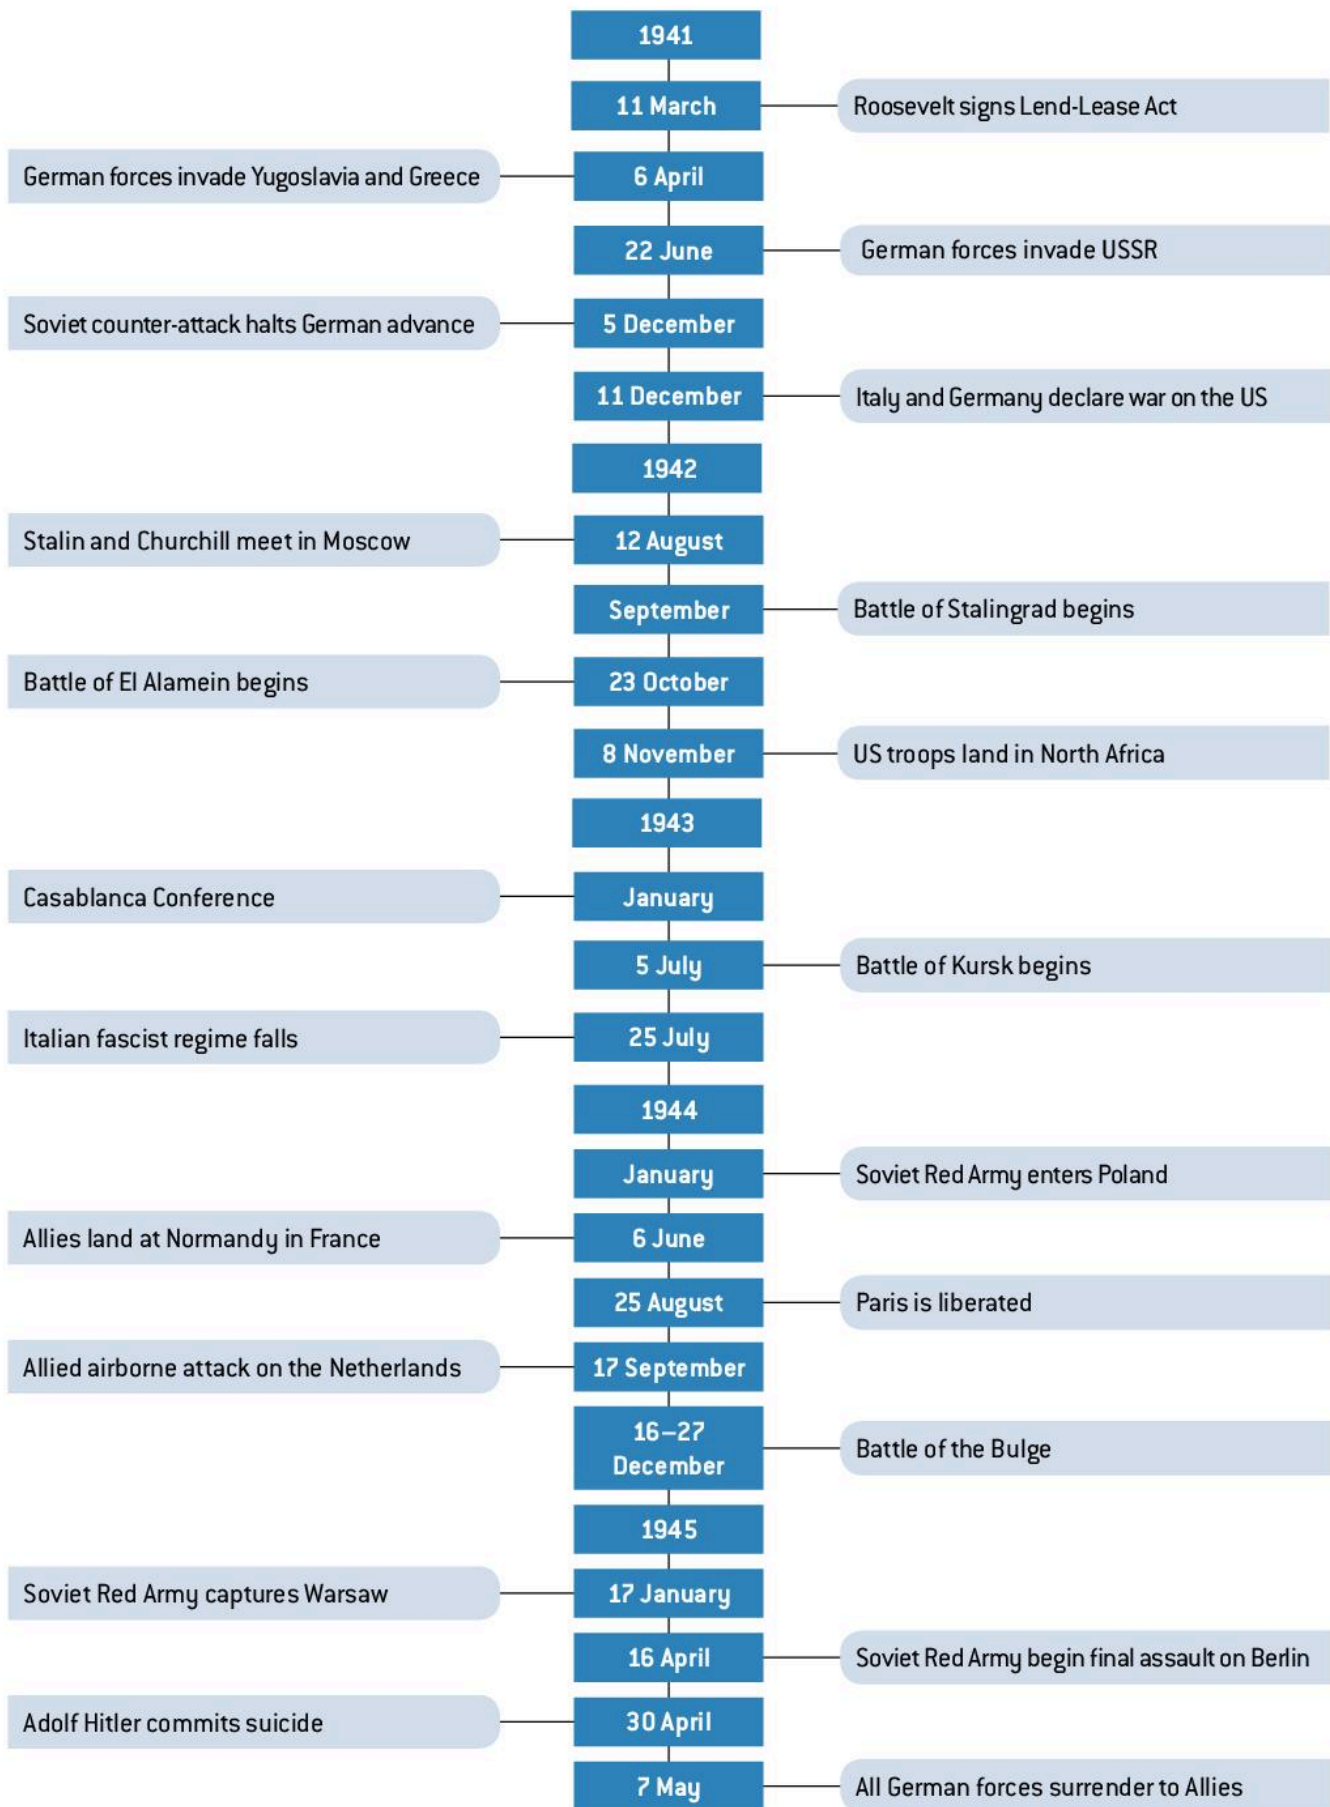 1941
11 March
Roosevelt signs Lend-Lease Act
German forces invade Yugoslavia and Greece
6 April
22 June
German forces invade USSR
Soviet counter-attack halts German advance
5 December
11 December
Italy and Germany declare war on the US
1942
Stalin and Churchill meet in Moscow
12 August
September
Battle of Stalingrad begins
Battle of El Alamein begins
23 October
8 November
US troops land in North Africa
1943
Casablanca Conference
January
5 July
Battle of Kursk begins
Italian fascist regime falls
25 July
1944
January
Soviet Red Army enters Poland
Allies land at Normandy in France
6 June
25 August
Paris is liberated
Allied airborne attack on the Netherlands
17 September
16–27
December
Battle of the Bulge
1945
Soviet Red Army captures Warsaw
17 January
16 April
Soviet Red Army begin final assault on Berlin
Adolf Hitler commits suicide
30 April
7 May
All German forces surrender to Allies